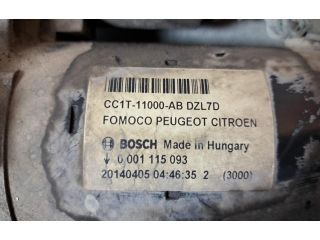 CC1T-11000-AB DZL7D
FOMOCO PEUGEOT CITROEN
BOSCH Made in Hungary
0 001 115 093
20140405 04:46:35 2 (3000)